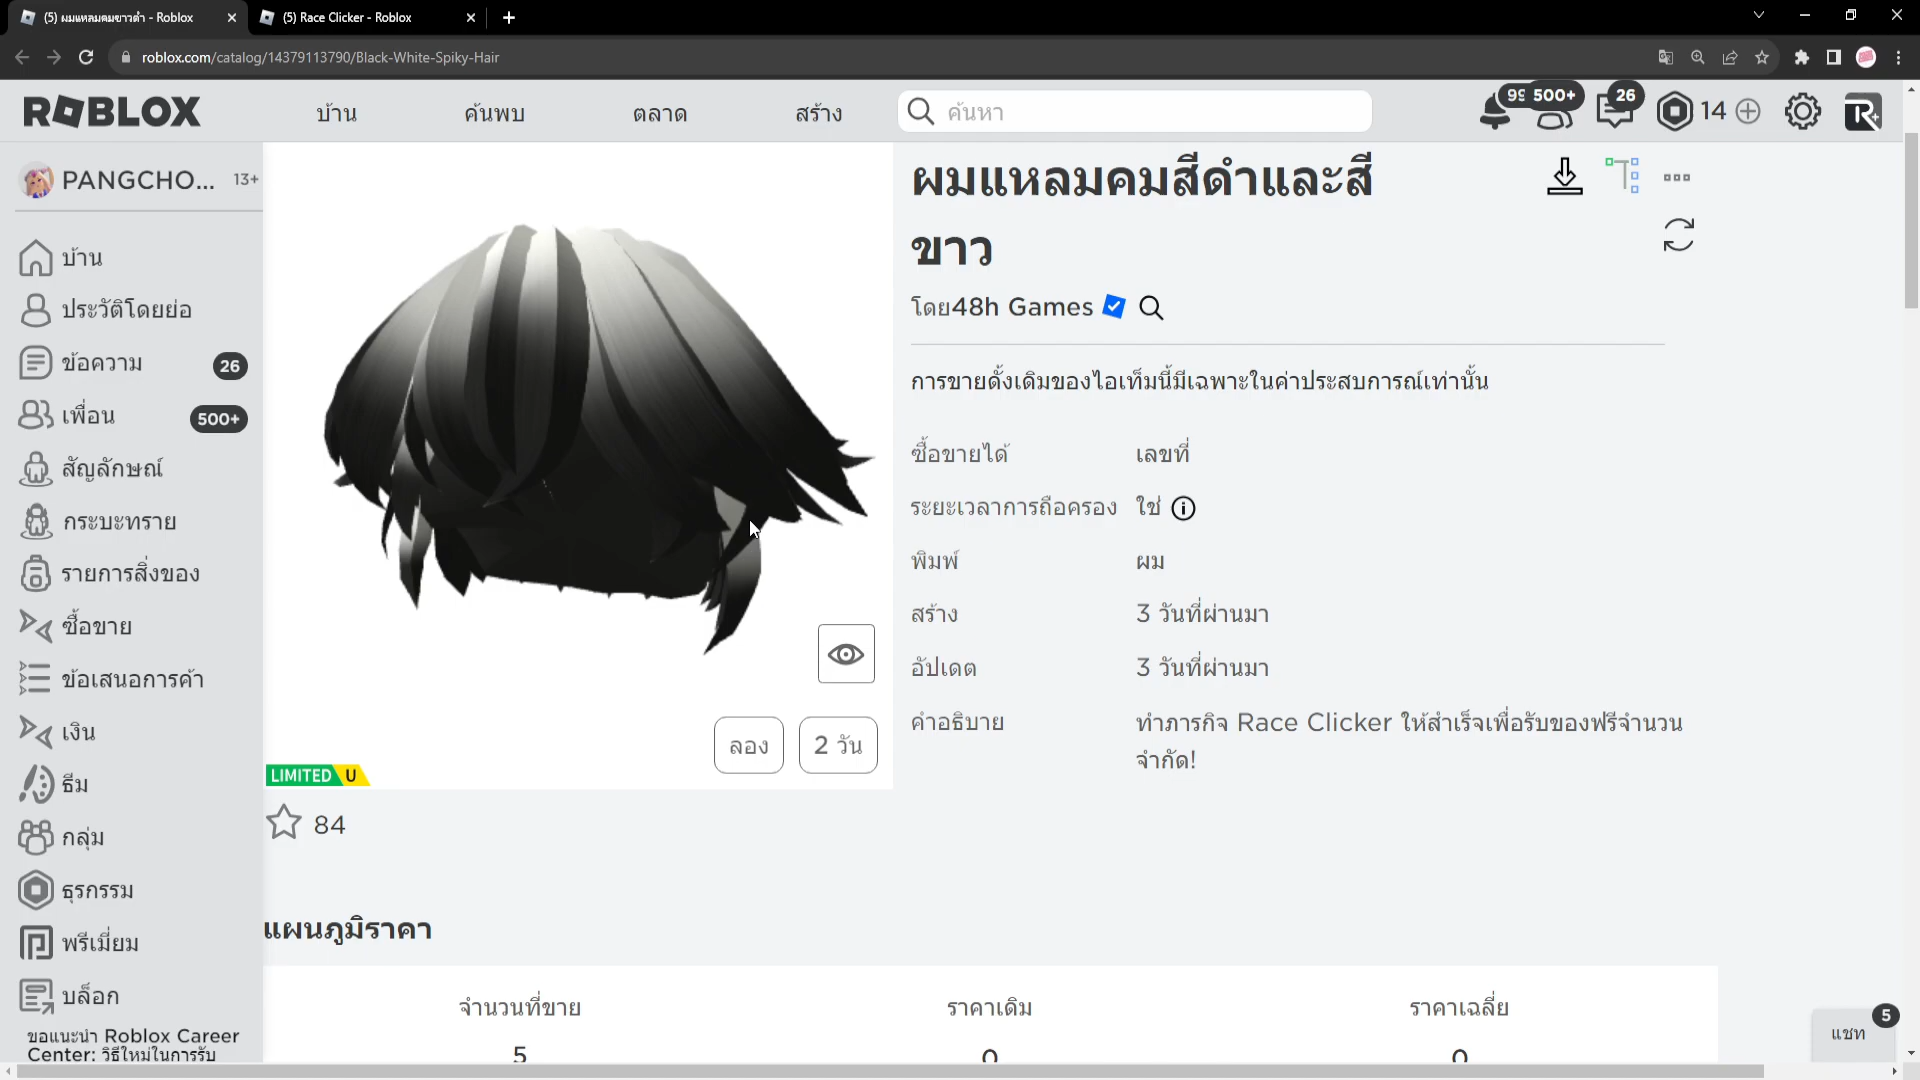 (5) ผมแหลมคมขาวดำ - Roblox
(5) Race Clicker - Roblox
roblox.com/catalog/14379113790/Black-White-Spiky-Hair
ROBLOX
บ้าน
ค้นพบ
ตลาด
สร้าง
ค้นหา
99
500+
26
14
PANGCHO...
13+
บ้าน
ประวัติโดยย่อ
ข้อความ
26
เพื่อน
500+
สัญลักษณ์
กระบะทราย
รายการสิ่งของ
ซื้อขาย
ข้อเสนอการค้า
เงิน
ธีม
กลุ่ม
ธุรกรรม
พรีเมี่ยม
บล็อก
ขอแนะนำ Roblox Career
Center: วิธีใหม่ในการรับ
LIMITED U
ลอง
2 วัน
84
ผมแหลมคมสีดำและสี
ขาว
โดย48h Games
การขายดั้งเดิมของไอเท็มนี้มีเฉพาะในค่าประสบการณ์เท่านั้น
ซื้อขายได้ เลขที่
ระยะเวลาการถือครอง ใช่
พิมพ์ ผม
สร้าง 3 วันที่ผ่านมา
อัปเดต 3 วันที่ผ่านมา
คำอธิบาย ทำภารกิจ Race Clicker ให้สำเร็จเพื่อรับของฟรีจำนวน
จำกัด!
แผนภูมิราคา
จำนวนที่ขาย ราคาเดิม ราคาเฉลี่ย
5 0 0
แชท
5